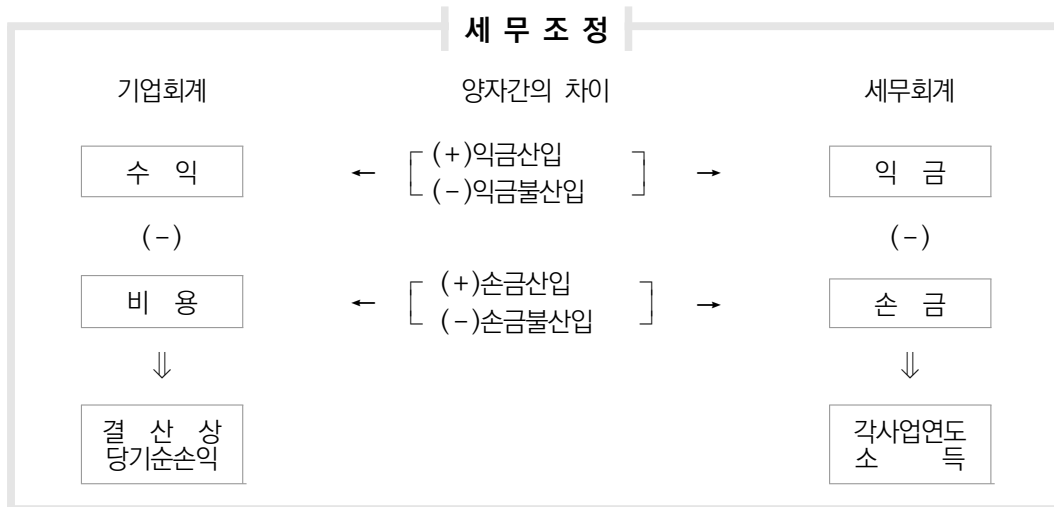 세 무 조 정
기업회계 양자간의 차이 세무회계
수 익 ← (+)익금산입 → 익 금
(-)익금불산입
(-) (-)
비 용 ← (+)손금산입 → 손 금
(-)손금불산입
⇓ ⇓
결 산 상 각사업연도
당기순손익 소 득